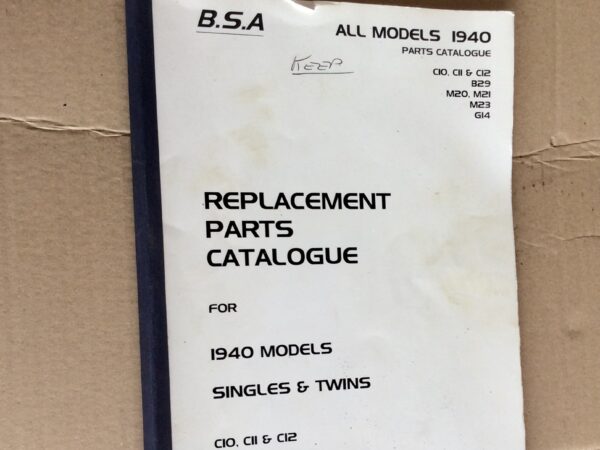 B.S.A
ALL MODELS 1940
PARTS CATALOGUE
KEEP
C10, C11 & C12
B29
M20, M21
M23
G14
REPLACEMENT
PARTS
CATALOGUE
FOR
1940 MODELS
SINGLES & TWINS
C10, C11 & C12